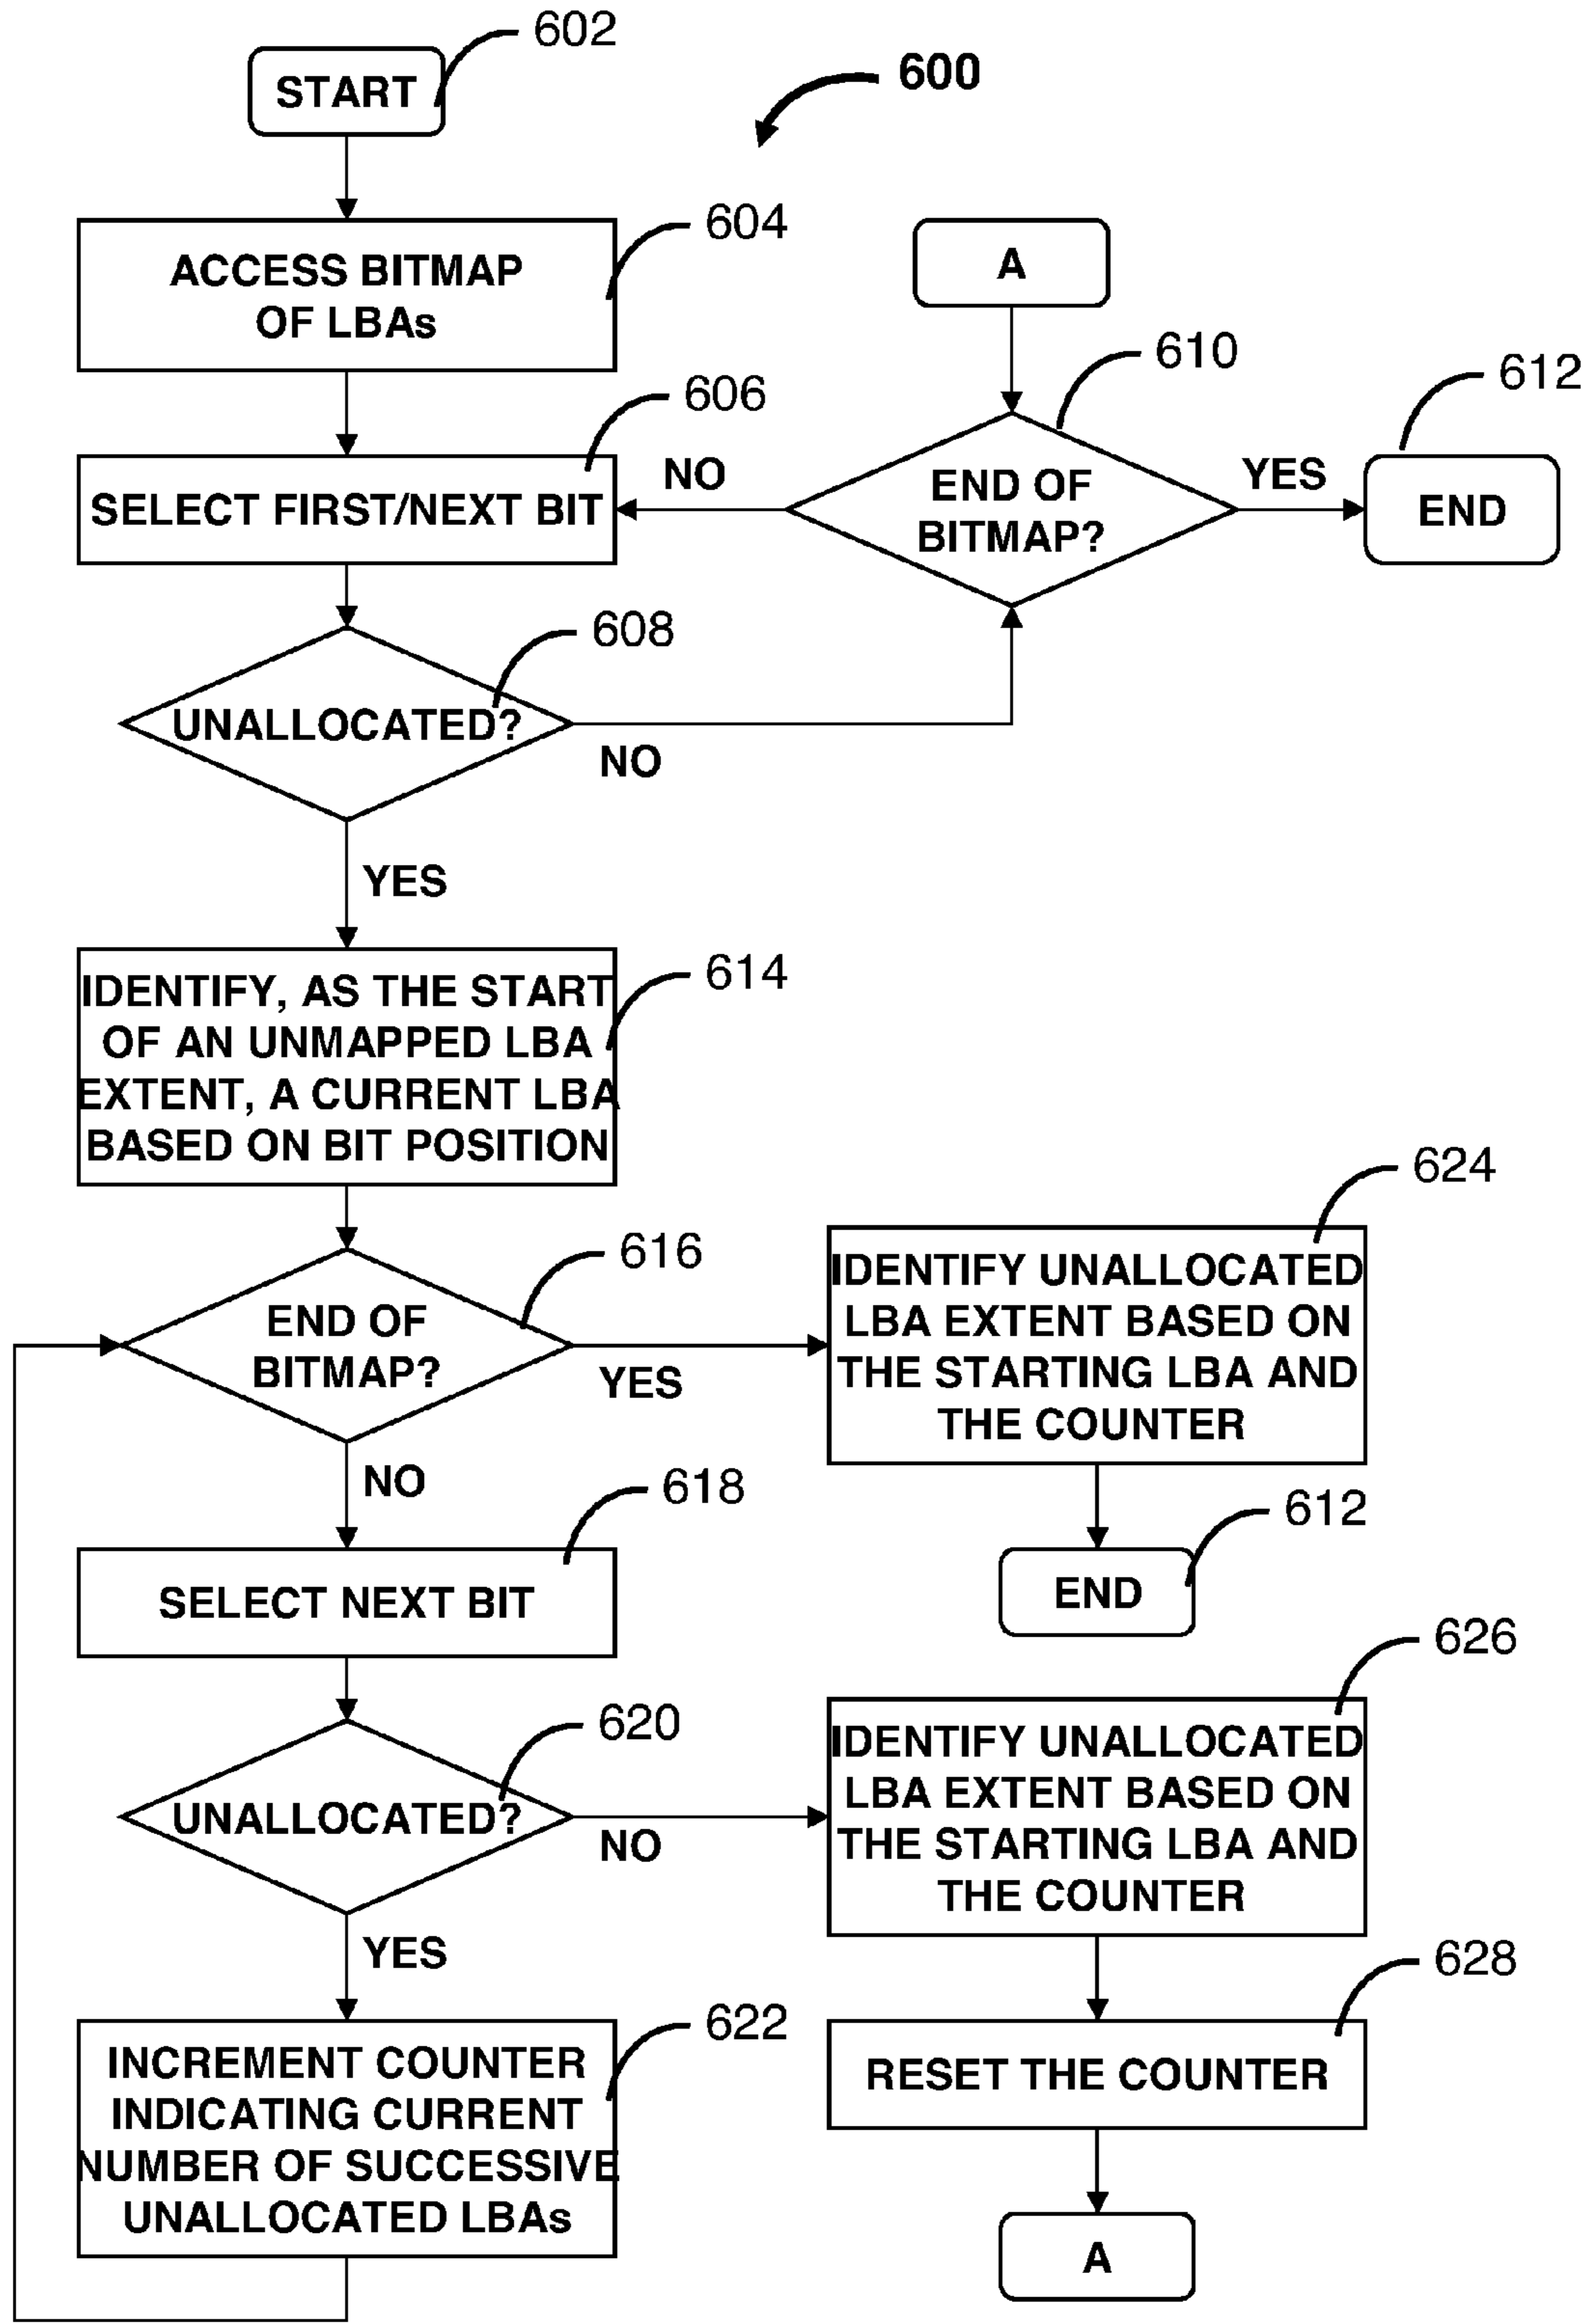 602
START
600
604
ACCESS BITMAP
OF LBAs
A
606
610
612
SELECT FIRST/NEXT BIT
NO
END OF
BITMAP?
YES
END
608
UNALLOCATED?
NO
YES
614
IDENTIFY, AS THE START
OF AN UNMAPPED LBA
EXTENT, A CURRENT LBA
BASED ON BIT POSITION
616
END OF
BITMAP?
YES
NO
624
IDENTIFY UNALLOCATED
LBA EXTENT BASED ON
THE STARTING LBA AND
THE COUNTER
612
END
618
SELECT NEXT BIT
620
UNALLOCATED?
NO
YES
626
IDENTIFY UNALLOCATED
LBA EXTENT BASED ON
THE STARTING LBA AND
THE COUNTER
622
INCREMENT COUNTER
INDICATING CURRENT
NUMBER OF SUCCESSIVE
UNALLOCATED LBAs
628
RESET THE COUNTER
A